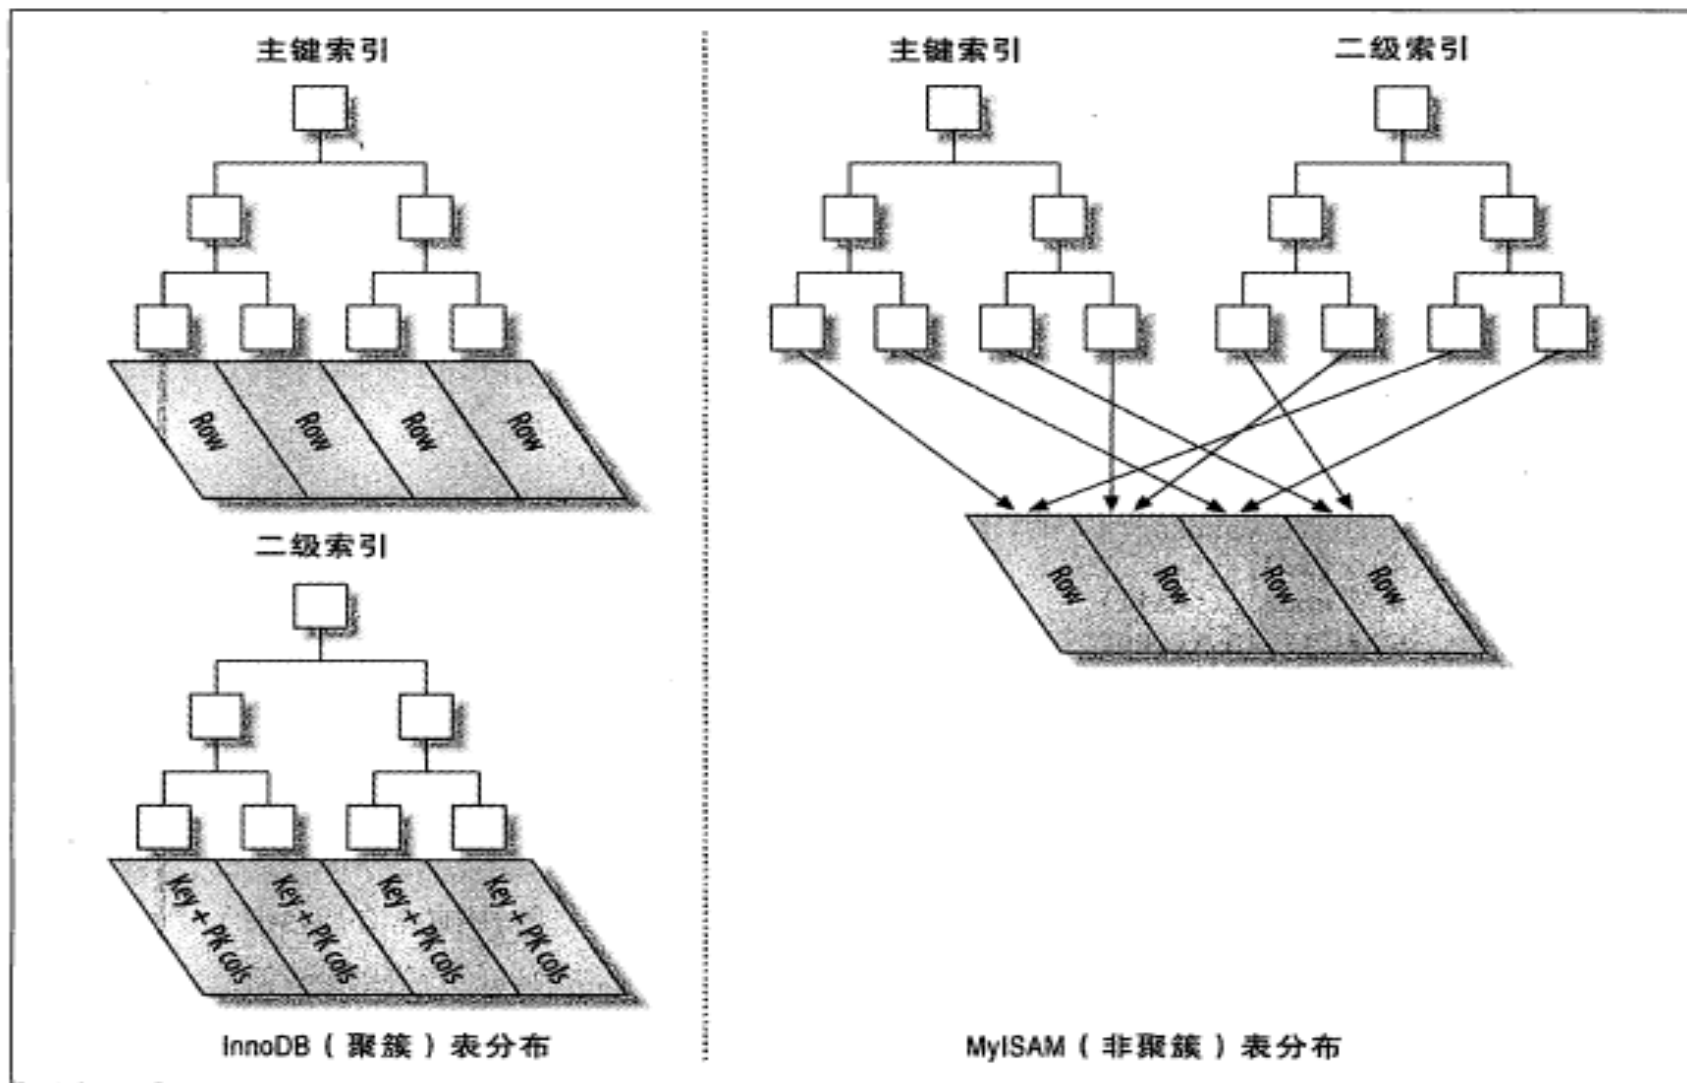 主键索引
Row
Row
Row
Row
二级索引
Key + PK cols
Key + PK cols
Key + PK cols
Key + PK cols
InnoDB（聚簇）表分布
主键索引
二级索引
Row
Row
Row
Row
MyISAM（非聚簇）表分布